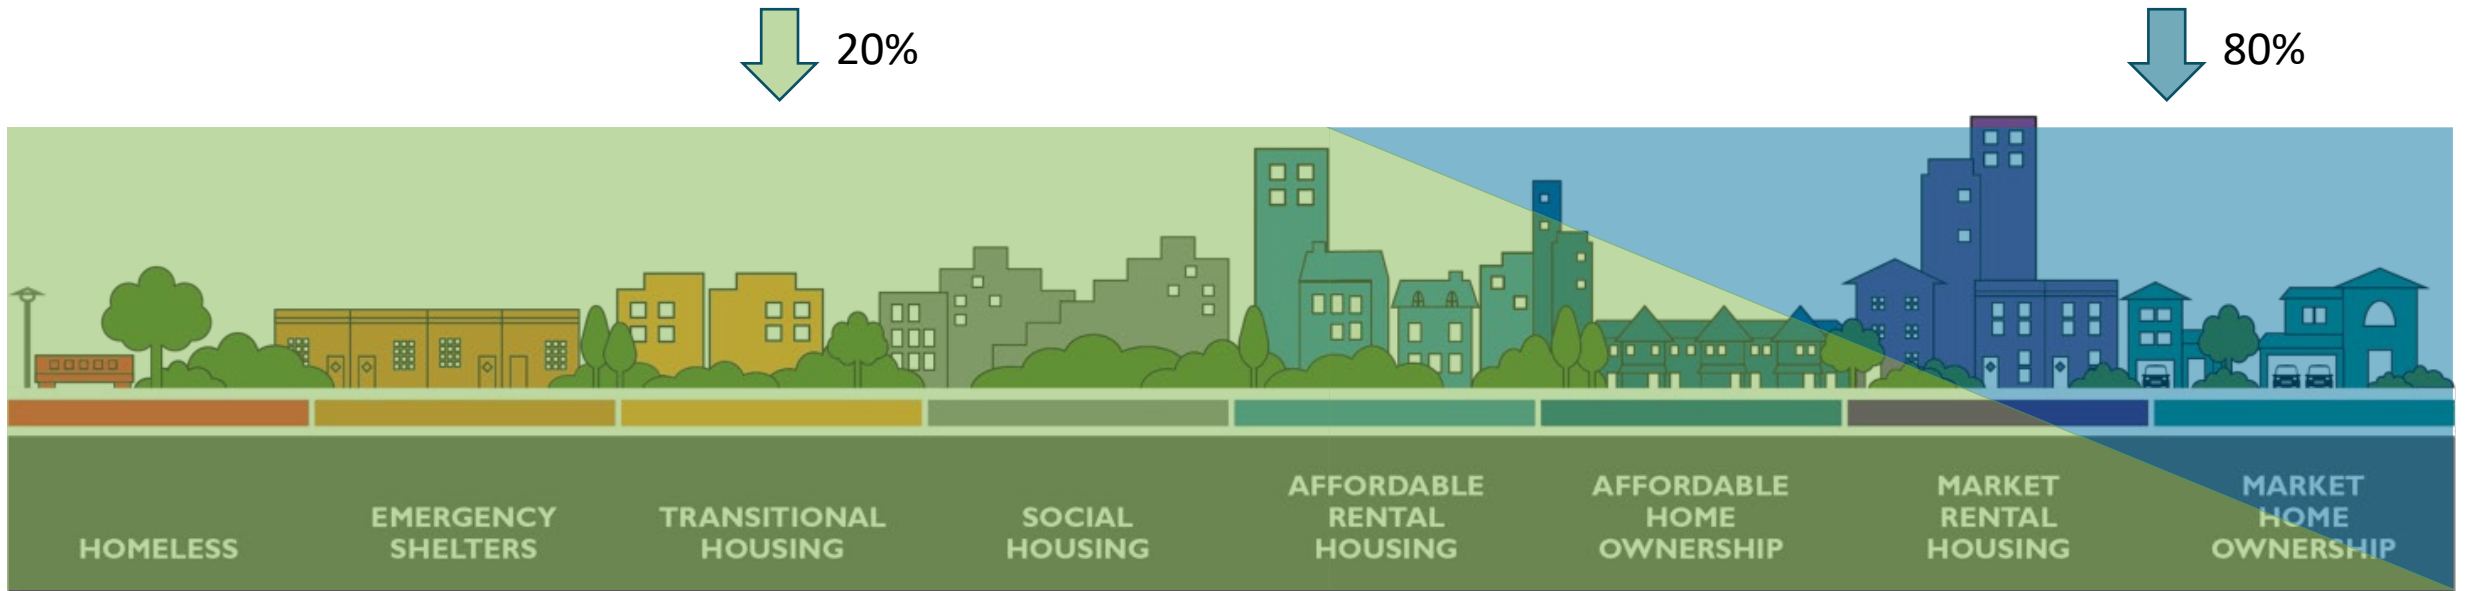 20%
80%
HOMELESS
EMERGENCY
SHELTERS
TRANSITIONAL
HOUSING
SOCIAL
HOUSING
AFFORDABLE
RENTAL
HOUSING
AFFORDABLE
HOME
OWNERSHIP
MARKET
RENTAL
HOUSING
MARKET
HOME
OWNERSHIP